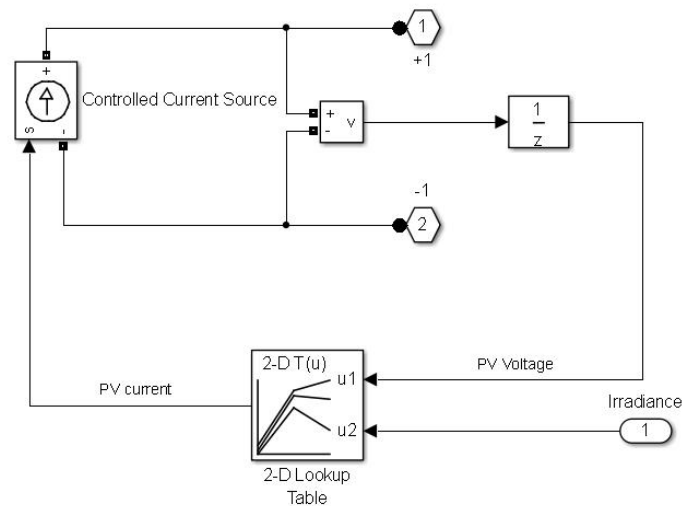 1
+1
+
Controlled Current Source
s
-
+
-
v
1
z
-1
2
2-D T(u)
u1
u2
PV current
PV Voltage
Irradiance
1
2-D Lookup
Table